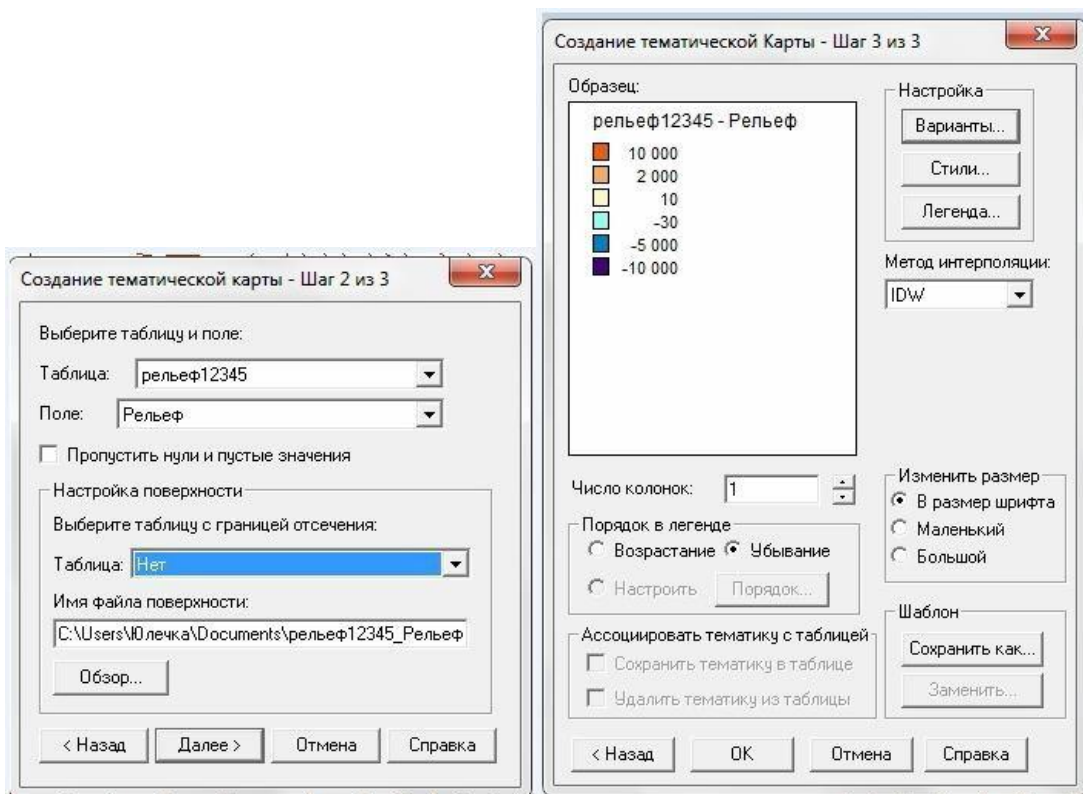 Создание тематической карты - Шаг 2 из 3
Выберите таблицу и поле:
Таблица: рельеф12345
Поле: Рельеф
Пропустить нули и пустые значения
Настройка поверхности
Выберите таблицу с границей отсечения:
Таблица: Нет
Имя файла поверхности:
C:\Users\Юлечка\Documents\рельеф12345_Рельеф
Обзор...
< Назад Далее > Отмена Справка
Создание тематической Карты - Шаг 3 из 3
Образец:
рельеф12345 - Рельеф
10 000
2 000
10
-30
-5 000
-10 000
Настройка
Варианты...
Стили...
Легенда...
Метод интерполяции:
IDW
Число колонок: 1
Порядок в легенде
Возрастание Убывание
Настроить Порядок...
Изменить размер
В размер шрифта
Маленький
Большой
Ассоциировать тематику с таблицей
Сохранить тематику в таблице
Удалить тематику из таблицы
Шаблон
Сохранить как...
Заменить...
< Назад OK Отмена Справка